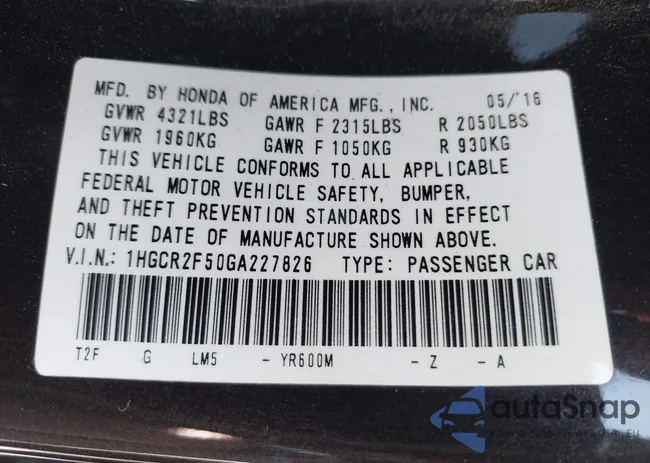 MFD. BY HONDA OF AMERICA MFG., INC. 05/'16
GVWR 4321LBS GAWR F 2315LBS R 2050LBS
GVWR 1960KG GAWR F 1050KG R 930KG
THIS VEHICLE CONFORMS TO ALL APPLICABLE
FEDERAL MOTOR VEHICLE SAFETY, BUMPER,
AND THEFT PREVENTION STANDARDS IN EFFECT
ON THE DATE OF MANUFACTURE SHOWN ABOVE.
V.I.N.: 1HGCR2F50GA227826 TYPE: PASSENGER CAR
T2F G LM5 - YR600M - Z - A
autoSnap